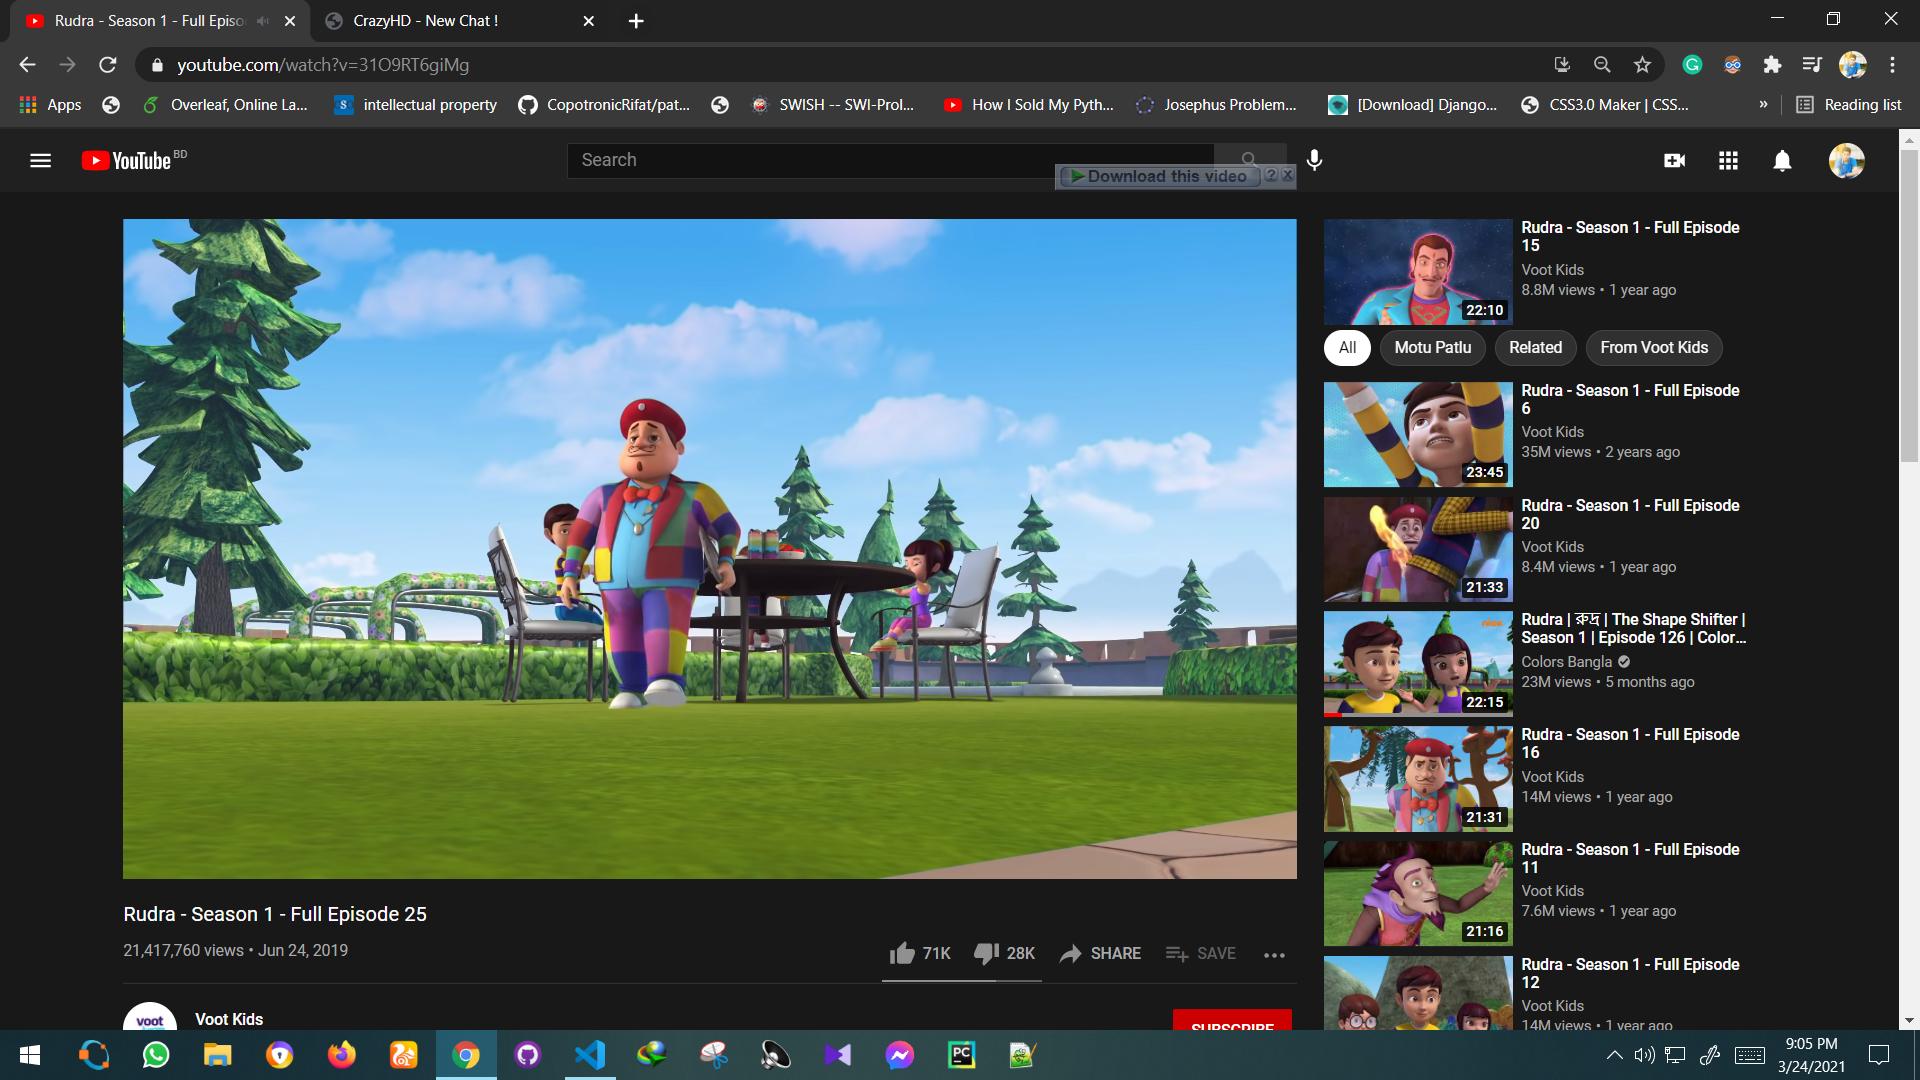 Rudra - Season 1 - Full Episo
CrazyHD - New Chat !
youtube.com/watch?v=31O9RT6giMg
Apps
Overleaf, Online La...
intellectual property
CopotronicRifat/pat...
SWISH -- SWI-Prol...
How I Sold My Pyth...
Josephus Problem...
[Download] Django...
CSS3.0 Maker | CSS...
»
Reading list
YouTube BD
Search
Download this video ? X
Rudra - Season 1 - Full Episode
15
Voot Kids
8.8M views • 1 year ago
22:10
All
Motu Patlu
Related
From Voot Kids
Rudra - Season 1 - Full Episode
6
Voot Kids
35M views • 2 years ago
23:45
Rudra - Season 1 - Full Episode
20
Voot Kids
8.4M views • 1 year ago
21:33
Rudra | রুদ্র | The Shape Shifter |
Season 1 | Episode 126 | Color...
Colors Bangla
23M views • 5 months ago
22:15
Rudra - Season 1 - Full Episode
16
Voot Kids
14M views • 1 year ago
21:31
Rudra - Season 1 - Full Episode
11
Voot Kids
7.6M views • 1 year ago
21:16
Rudra - Season 1 - Full Episode
12
Voot Kids
14M views • 1 year ago
Rudra - Season 1 - Full Episode 25
21,417,760 views • Jun 24, 2019
71K
28K
SHARE
SAVE
voot
Voot Kids
SUBSCRIBE
PC
9:05 PM
3/24/2021